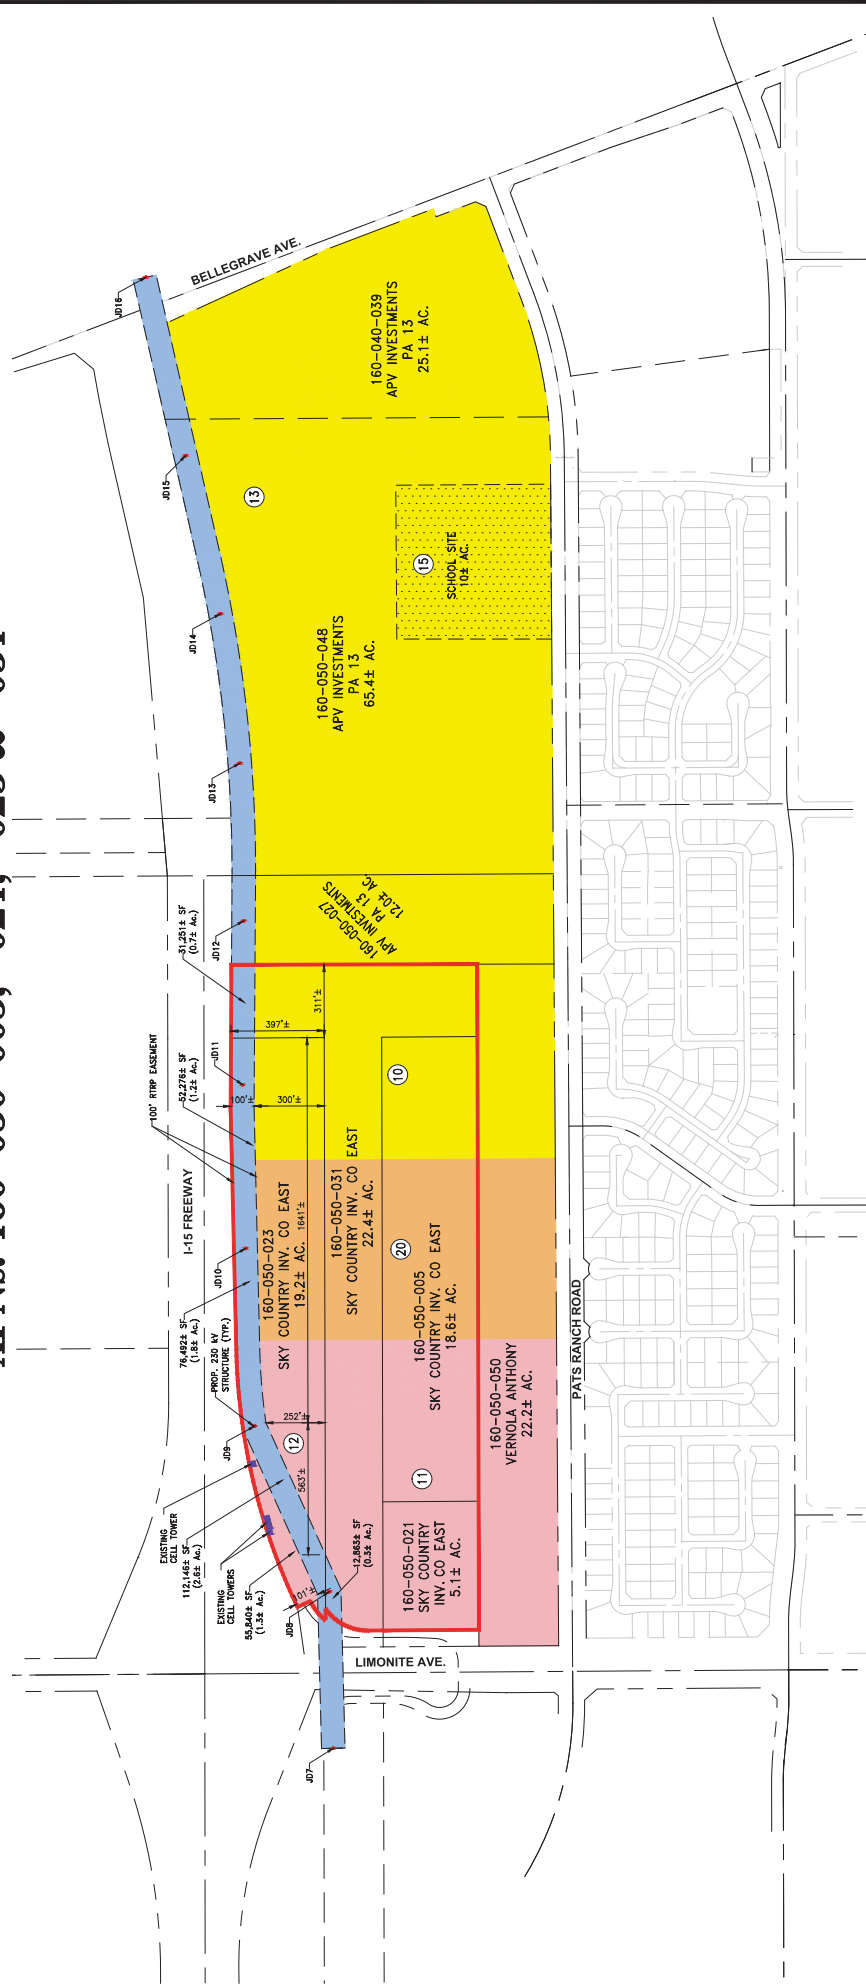 BELLEGRAVE AVE.
JD16
160-040-039
APV INVESTMENTS
PA 13
25.1± AC.
JD15
13
15
SCHOOL SITE
10± AC.
JD14
160-050-048
APV INVESTMENTS
PA 13
65.4± AC.
JD13
160-050-027
APV INVESTMENTS
PA 13
12.0± AC.
31,251± SF
(0.7± Ac.)
JD12
311'±
397'±
100' RTRP EASEMENT
52,276± SF
(1.2± Ac.)
JD11
10
100'±
300'±
I-15 FREEWAY
160-050-023
SKY COUNTRY INV. CO EAST
19.2± AC.
1641'±
160-050-031
SKY COUNTRY INV. CO EAST
22.4± AC.
20
160-050-005
SKY COUNTRY INV. CO EAST
18.6± AC.
JD10
76,492± SF
(1.8± Ac.)
PROP. 230 kV
STRUCTURE (TYP.)
PATS RANCH ROAD
160-050-050
VERNOLA ANTHONY
22.2± AC.
252'±
JD9
12
563'±
11
EXISTING
CELL TOWER
112,146± SF
(2.6± Ac.)
EXISTING
CELL TOWERS
55,840± SF
(1.3± Ac.)
12,863± SF
(0.3± Ac.)
160-050-021
SKY COUNTRY
INV. CO EAST
5.1± AC.
JD8
LIMONITE AVE.
JD7